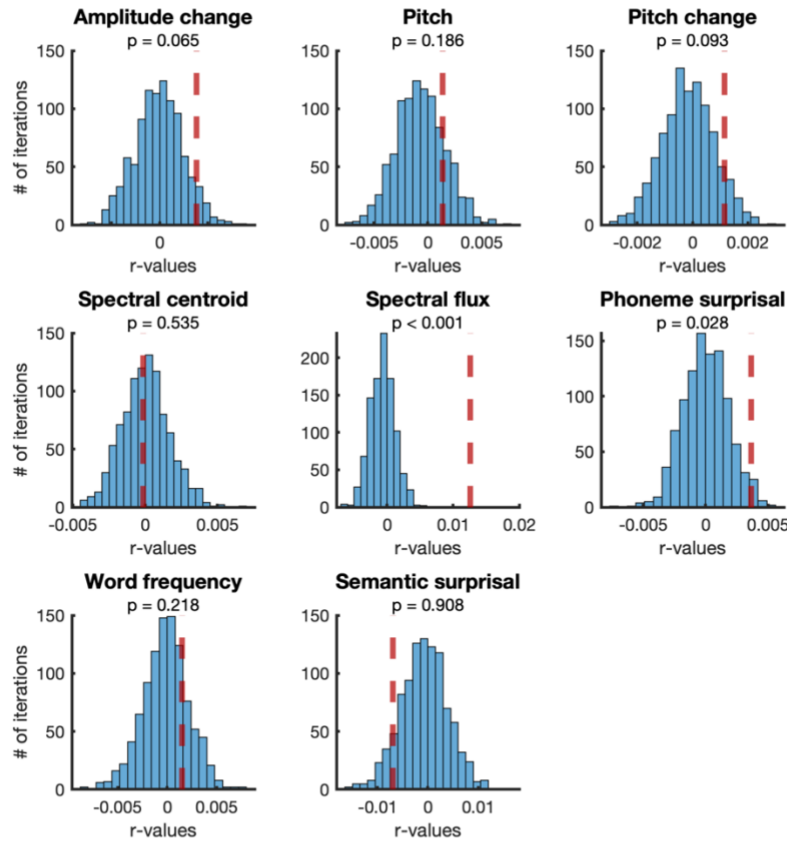 Amplitude change
p = 0.065
150
100
50
0
# of iterations
0
r-values
Pitch
p = 0.186
150
100
50
0
-0.005 0 0.005
r-values
Pitch change
p = 0.093
150
100
50
0
-0.002 0 0.002
r-values
Spectral centroid
p = 0.535
150
100
50
0
# of iterations
-0.005 0 0.005
r-values
Spectral flux
p < 0.001
200
150
100
50
0
0 0.01 0.02
r-values
Phoneme surprisal
p = 0.028
150
100
50
0
-0.005 0 0.005
r-values
Word frequency
p = 0.218
150
100
50
0
# of iterations
-0.005 0 0.005
r-values
Semantic surprisal
p = 0.908
150
100
50
0
-0.01 0 0.01
r-values